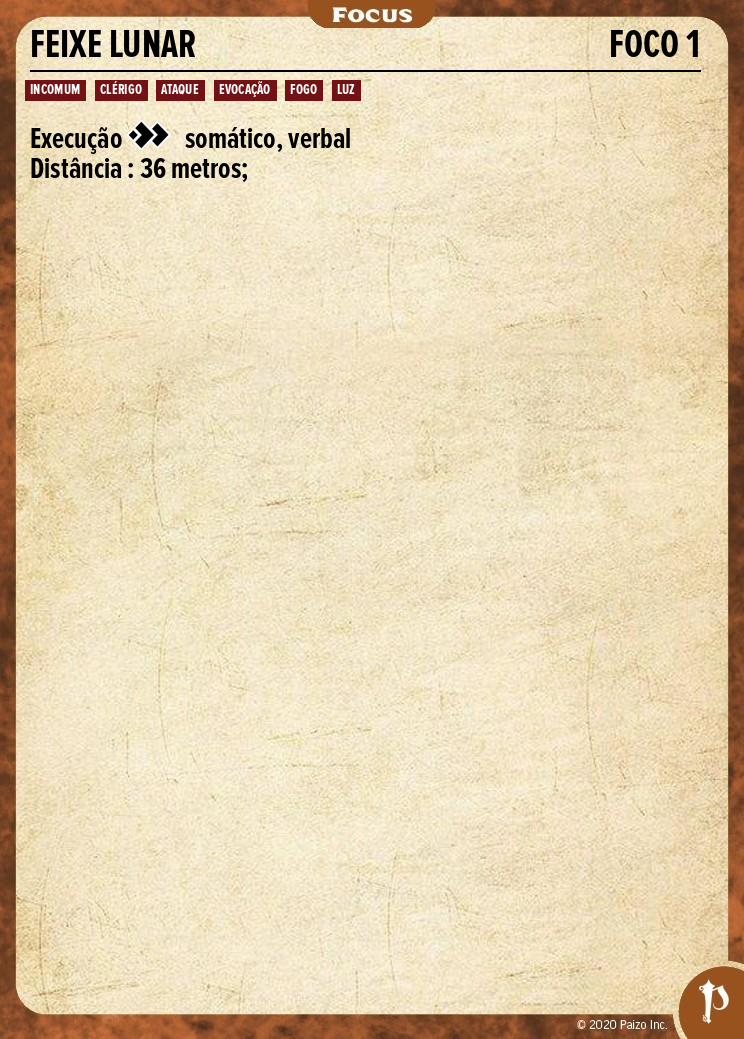 Focus
FEIXE LUNAR FOCO 1
INCOMUM CLÉRIGO ATAQUE EVOCAÇÃO FOGO LUZ
Execução somático, verbal
Distância : 36 metros;
© 2020 Paizo Inc.